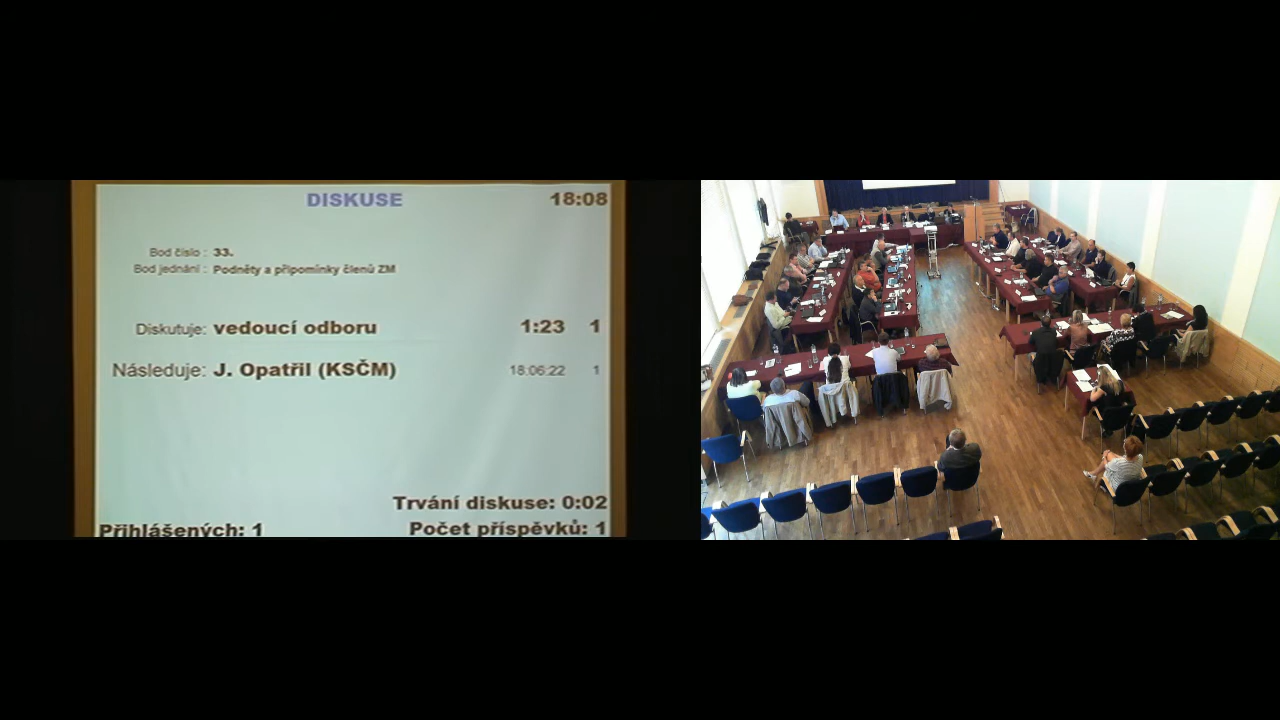 DISKUSE 18:08
Bod číslo : 33.
Bod jednání : Podněty a připomínky členů ZM
Diskutuje: vedoucí odboru 1:23 1
Následuje: J. Opatřil (KSČM) 18:06:22 1
Trvání diskuse: 0:02
Přihlášených: 1 Počet příspěvků: 1